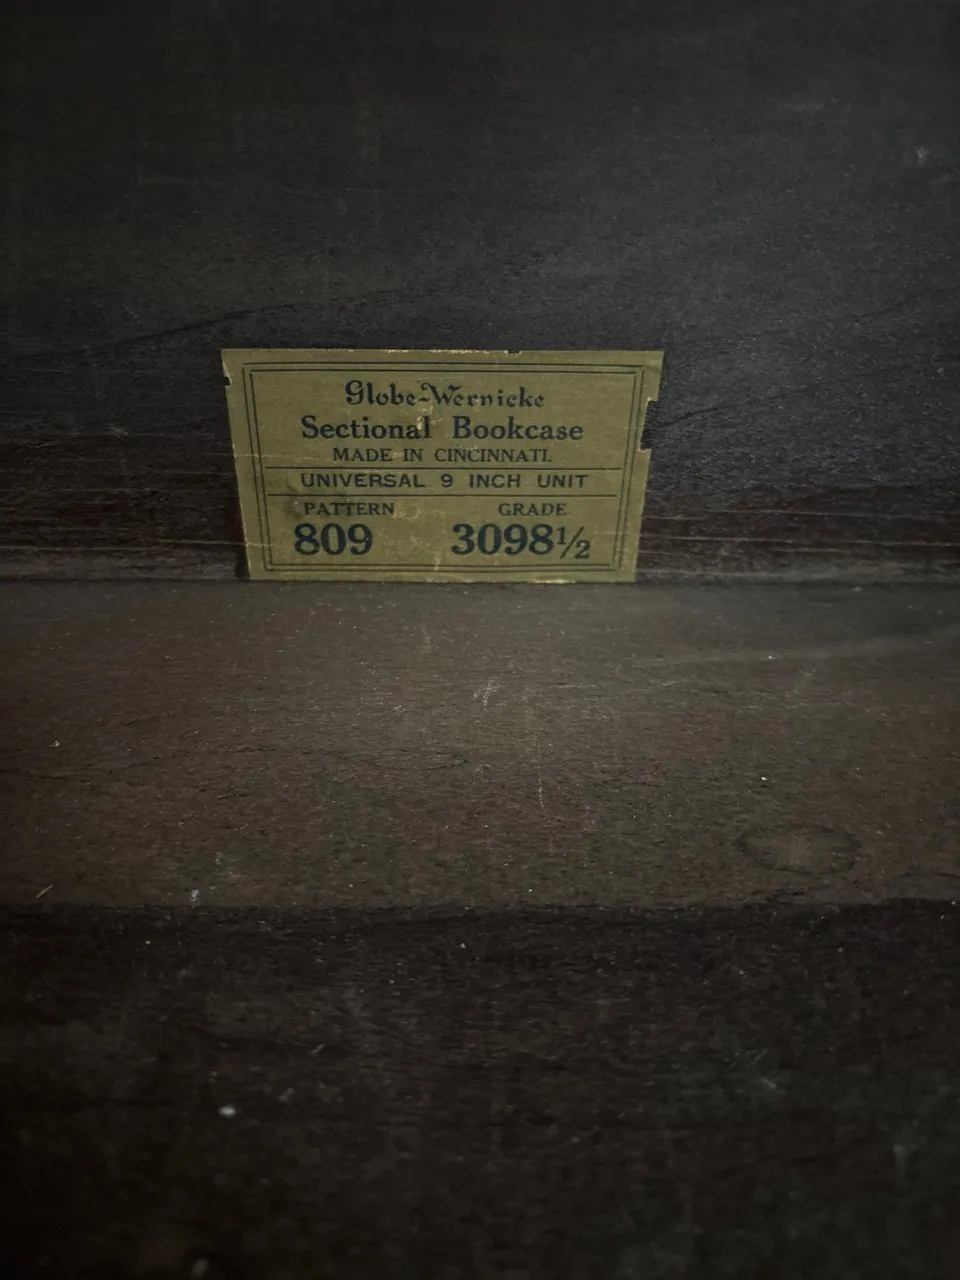 Globe-Wernicke
Sectional Bookcase
MADE IN CINCINNATI.
UNIVERSAL 9 INCH UNIT
PATTERN GRADE
809 3098½